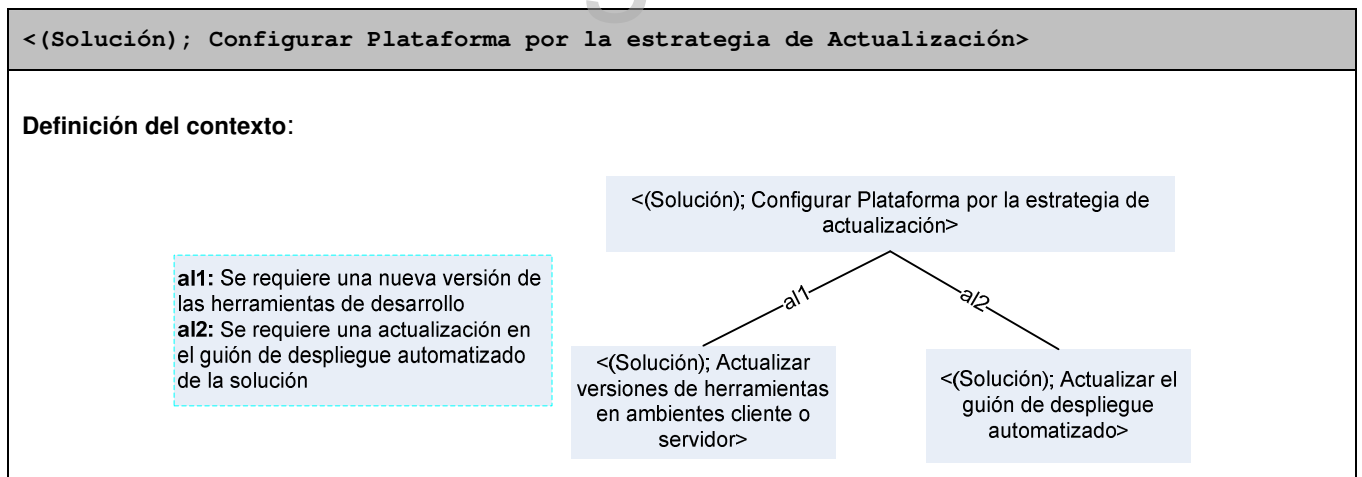 <(Solución); Configurar Plataforma por la estrategia de Actualización>
Definición del contexto:
<(Solución); Configurar Plataforma por la estrategia de
actualización>
al1: Se requiere una nueva versión de
las herramientas de desarrollo
al2: Se requiere una actualización en
el guión de despliegue automatizado
de la solución
al1
al2
<(Solución); Actualizar
versiones de herramientas
en ambientes cliente o
servidor>
<(Solución); Actualizar el
guión de despliegue
automatizado>